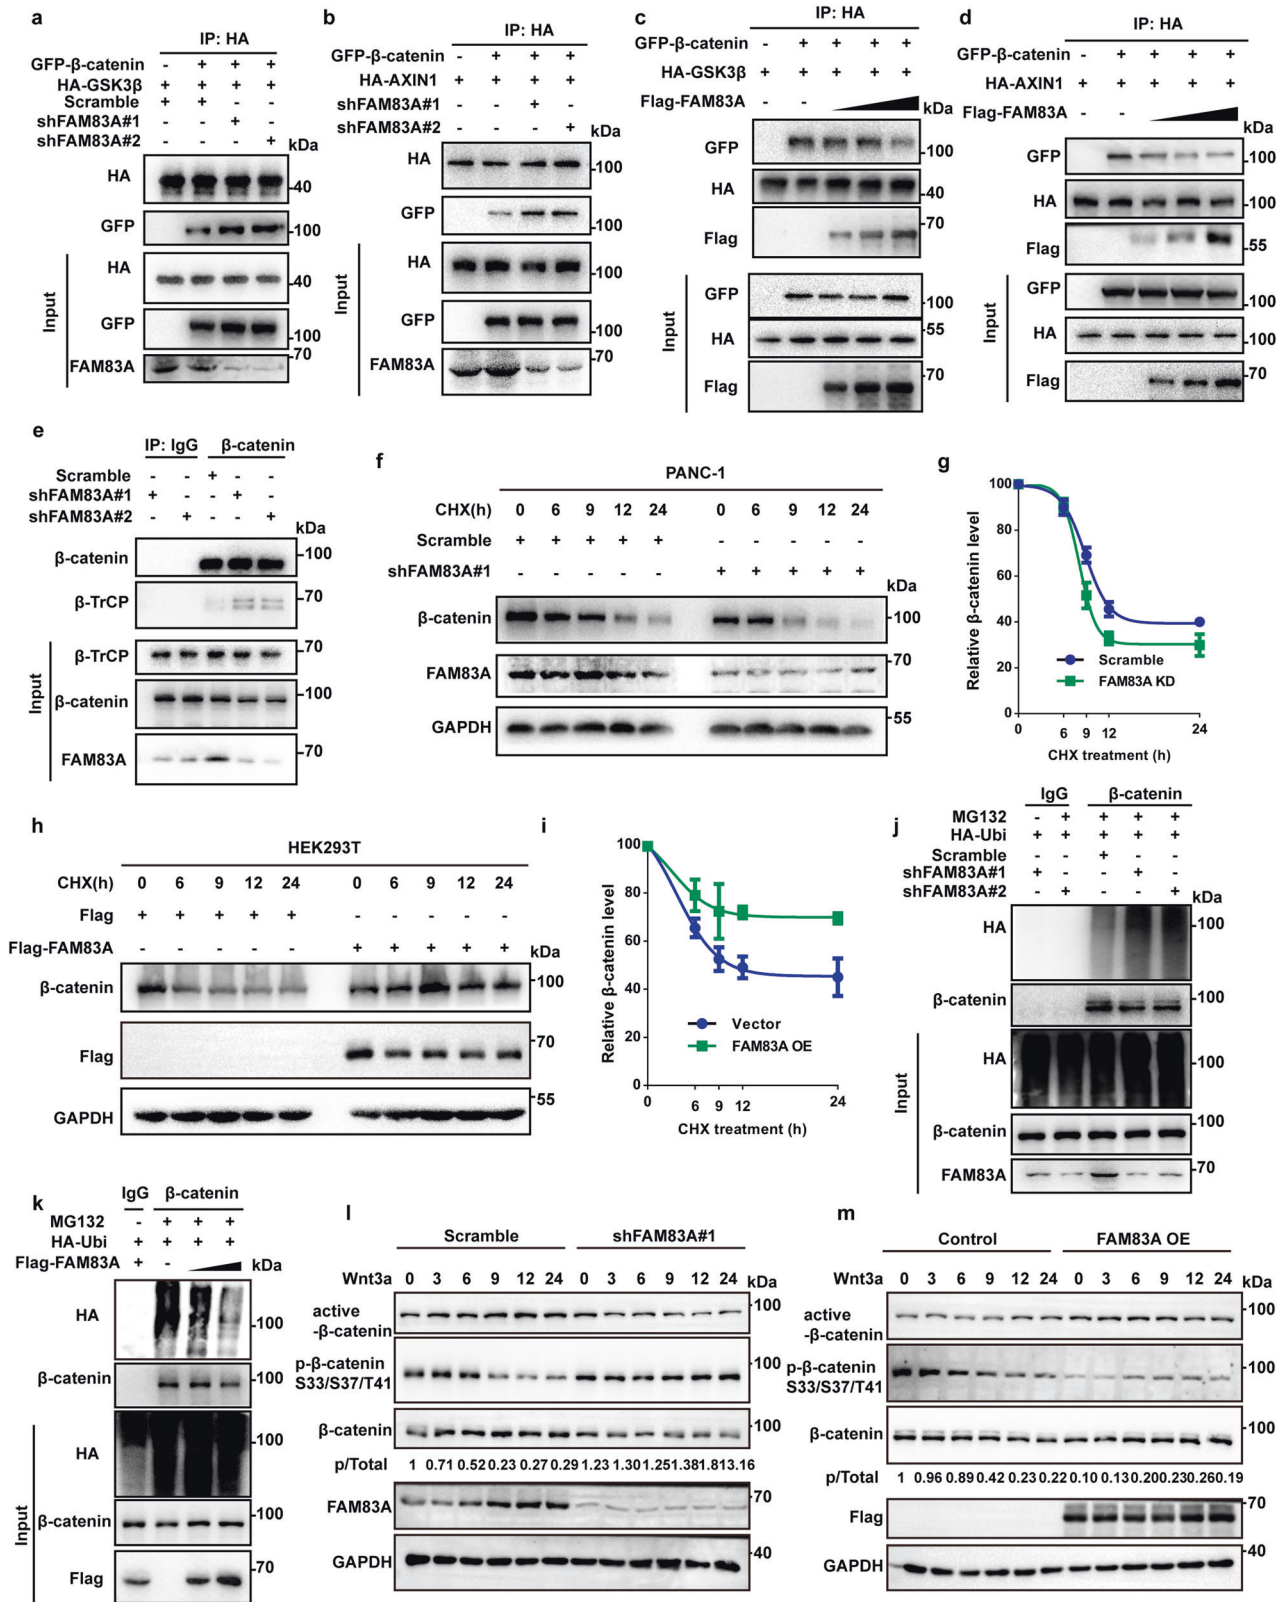 a
IP: HA
GFP-β-catenin - + + +
HA-GSK3β + + + +
Scramble + + - -
shFAM83A#1 - - + -
shFAM83A#2 - - - +
kDa
HA
40
GFP
100
Input
HA
40
GFP
100
FAM83A
70
b
IP: HA
GFP-β-catenin - + + +
HA-AXIN1 + + + +
shFAM83A#1 - - + -
shFAM83A#2 - - - +
kDa
HA
100
GFP
100
Input
HA
100
GFP
100
FAM83A
70
c
IP: HA
GFP-β-catenin - + + + +
HA-GSK3β + + + + +
Flag-FAM83A - -
kDa
GFP
100
HA
40
Flag
70
Input
GFP
100
HA
55
Flag
70
d
IP: HA
GFP-β-catenin - + + + +
HA-AXIN1 + + + + +
Flag-FAM83A - -
kDa
GFP
100
HA
100
Flag
55
Input
GFP
100
HA
100
Flag
70
e
IP: IgG β-catenin
Scramble - - + - -
shFAM83A#1 + - - + -
shFAM83A#2 - + - - +
kDa
β-catenin
100
β-TrCP
70
Input
β-TrCP
70
β-catenin
100
FAM83A
70
f
PANC-1
CHX(h) 0 6 9 12 24 0 6 9 12 24
Scramble + + + + + - - - - -
shFAM83A#1 - - - - - + + + + +
kDa
β-catenin
100
FAM83A
70
GAPDH
55
g
Relative β-catenin level
100
80
60
40
20
0
Scramble
FAM83A KD
0 6 9 12 24
CHX treatment (h)
h
HEK293T
CHX(h) 0 6 9 12 24 0 6 9 12 24
Flag + + + + + - - - - -
Flag-FAM83A - - - - - + + + + +
kDa
β-catenin
100
Flag
70
GAPDH
55
i
Relative β-catenin level
100
80
60
40
20
0
Vector
FAM83A OE
0 6 9 12 24
CHX treatment (h)
j
IgG β-catenin
MG132 - + + + +
HA-Ubi + + + + +
Scramble - - + - -
shFAM83A#1 + - - + -
shFAM83A#2 - + - - +
kDa
HA
100
β-catenin
100
Input
HA
100
β-catenin
100
FAM83A
70
k
IgG β-catenin
MG132 - + + +
HA-Ubi + + + +
Flag-FAM83A + -
kDa
HA
100
β-catenin
100
Input
HA
100
β-catenin
100
Flag
70
l
Scramble shFAM83A#1
Wnt3a 0 3 6 9 12 24 0 3 6 9 12 24 kDa
active
-β-catenin
100
p-β-catenin
S33/S37/T41
100
β-catenin
100
p/Total 1 0.71 0.52 0.23 0.27 0.29 1.23 1.30 1.25 1.38 1.81 3.16
FAM83A
70
GAPDH
40
m
Control FAM83A OE
Wnt3a 0 3 6 9 12 24 0 3 6 9 12 24 kDa
active
-β-catenin
100
p-β-catenin
S33/S37/T41
100
β-catenin
100
p/Total 1 0.96 0.89 0.42 0.23 0.22 0.10 0.13 0.20 0.23 0.26 0.19
Flag
70
GAPDH
40